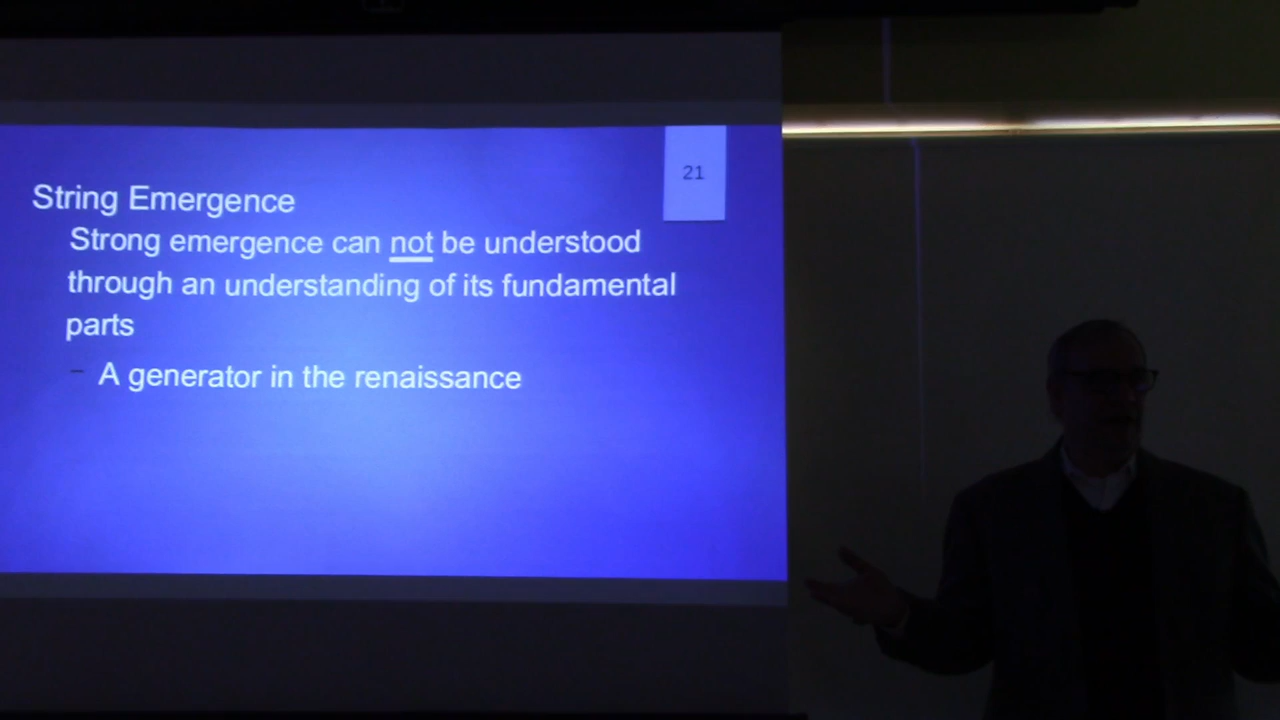 21
String Emergence
Strong emergence can not be understood
through an understanding of its fundamental
parts
– A generator in the renaissance